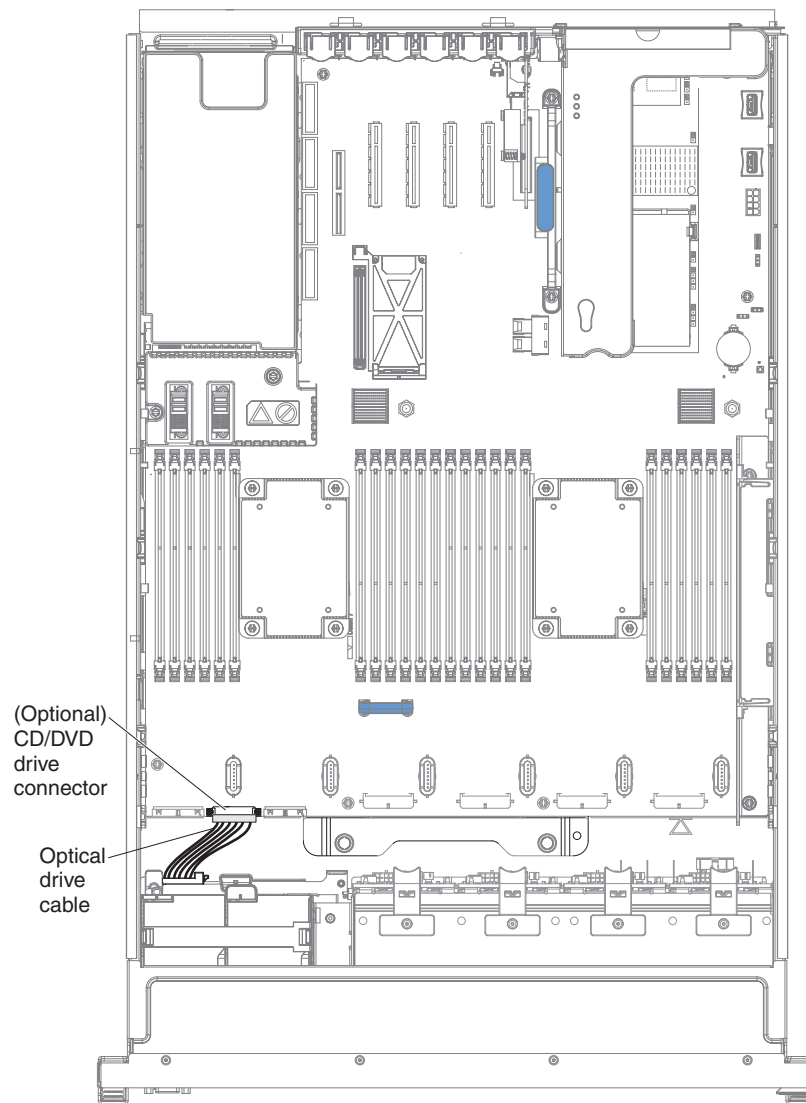 (Optional)
CD/DVD
drive
connector
Optical
drive
cable